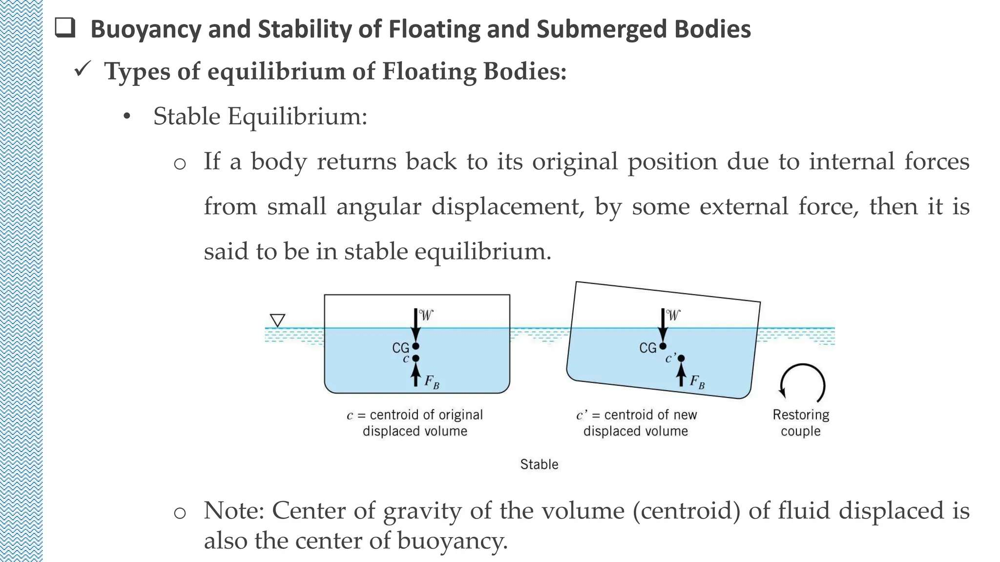 Buoyancy and Stability of Floating and Submerged Bodies
Types of equilibrium of Floating Bodies:
Stable Equilibrium:
If a body returns back to its original position due to internal forces
from small angular displacement, by some external force, then it is
said to be in stable equilibrium.
𝒲
CG
c
F_B
𝒲
CG
c’
F_B
c = centroid of original
displaced volume
c’ = centroid of new
displaced volume
Restoring
couple
Stable
Note: Center of gravity of the volume (centroid) of fluid displaced is
also the center of buoyancy.